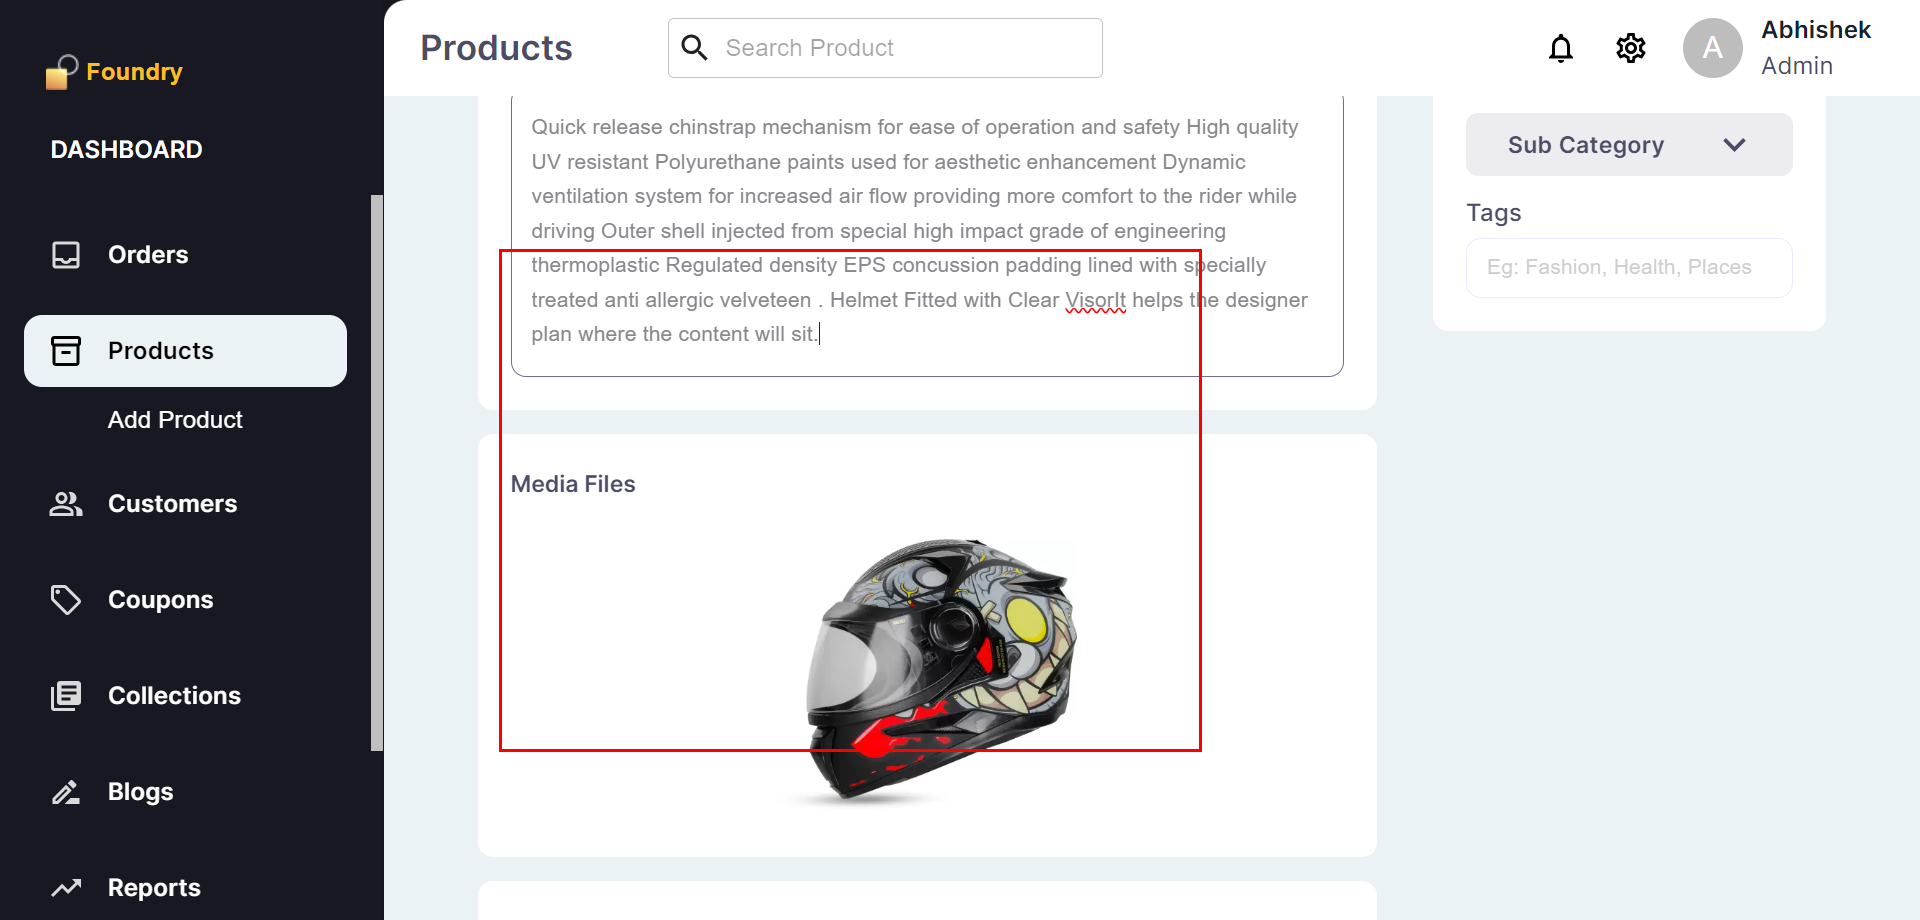 Foundry
DASHBOARD
Orders
Products
Add Product
Customers
Coupons
Collections
Blogs
Reports
Products
Search Product
A
Abhishek
Admin
Quick release chinstrap mechanism for ease of operation and safety High quality
UV resistant Polyurethane paints used for aesthetic enhancement Dynamic
ventilation system for increased air flow providing more comfort to the rider while
driving Outer shell injected from special high impact grade of engineering
thermoplastic Regulated density EPS concussion padding lined with specially
treated anti allergic velveteen . Helmet Fitted with Clear VisorIt helps the designer
plan where the content will sit.
Media Files
Sub Category
Tags
Eg: Fashion, Health, Places